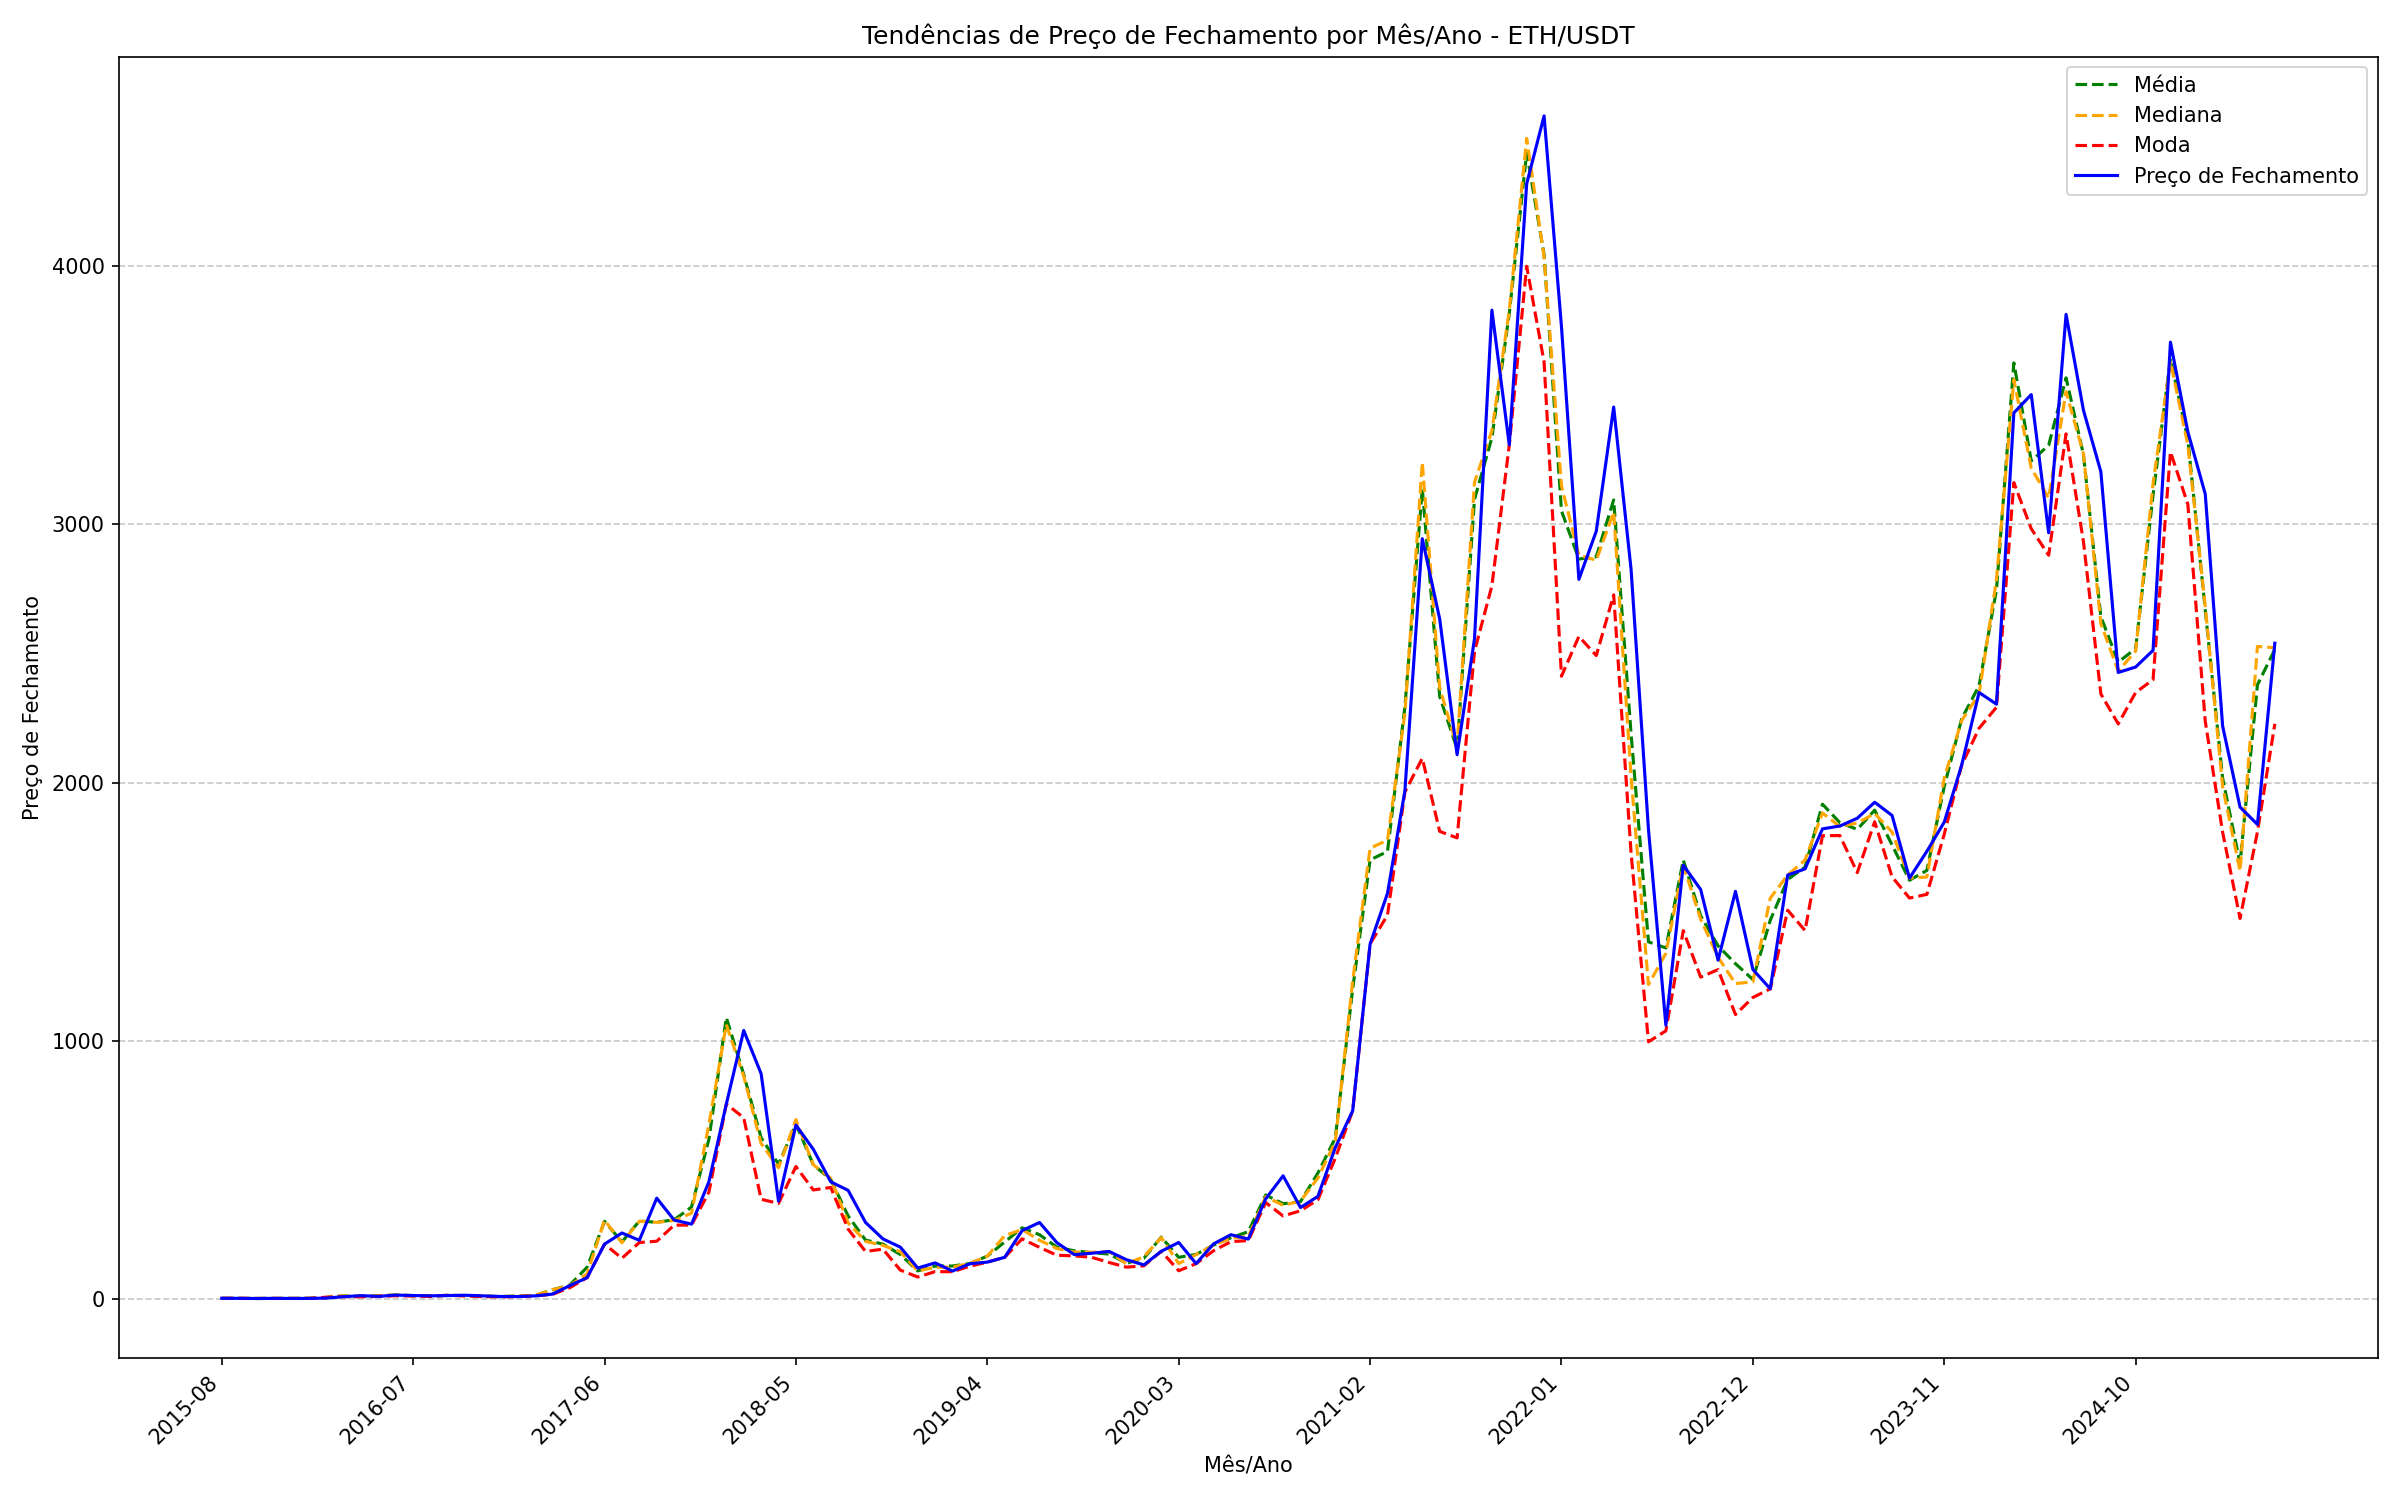 Tendências de Preço de Fechamento por Mês/Ano - ETH/USDT
Média
Mediana
Moda
Preço de Fechamento
Preço de Fechamento
4000
3000
2000
1000
0
2015-08
2016-07
2017-06
2018-05
2019-04
2020-03
2021-02
2022-01
2022-12
2023-11
2024-10
Mês/Ano